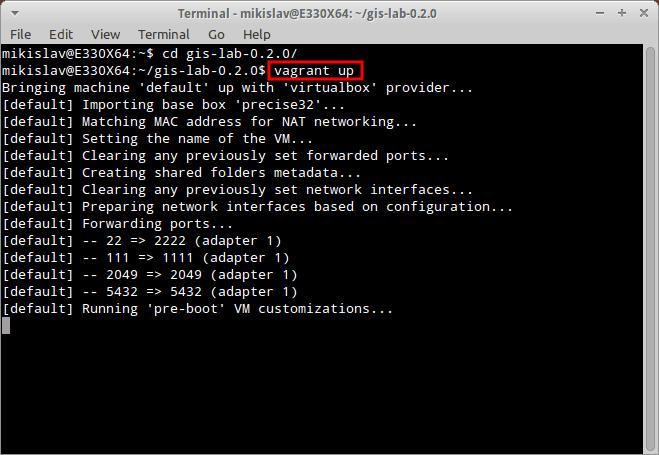 Terminal - mikislav@E330X64: ~/gis-lab-0.2.0
File Edit View Terminal Go Help
mikislav@E330X64:~$ cd gis-lab-0.2.0/
mikislav@E330X64:~/gis-lab-0.2.0$ vagrant up
Bringing machine 'default' up with 'virtualbox' provider...
[default] Importing base box 'precise32'...
[default] Matching MAC address for NAT networking...
[default] Setting the name of the VM...
[default] Clearing any previously set forwarded ports...
[default] Creating shared folders metadata...
[default] Clearing any previously set network interfaces...
[default] Preparing network interfaces based on configuration...
[default] Forwarding ports...
[default] -- 22 => 2222 (adapter 1)
[default] -- 111 => 1111 (adapter 1)
[default] -- 2049 => 2049 (adapter 1)
[default] -- 5432 => 5432 (adapter 1)
[default] Running 'pre-boot' VM customizations...